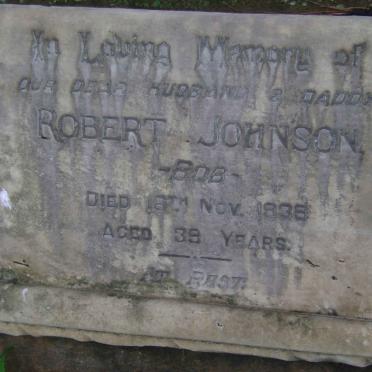 In Loving Memory of
OUR DEAR HUSBAND & DADDY
ROBERT JOHNSON
-BOB-
DIED 18TH NOV. 1938
AGED 39 YEARS.
AT REST.